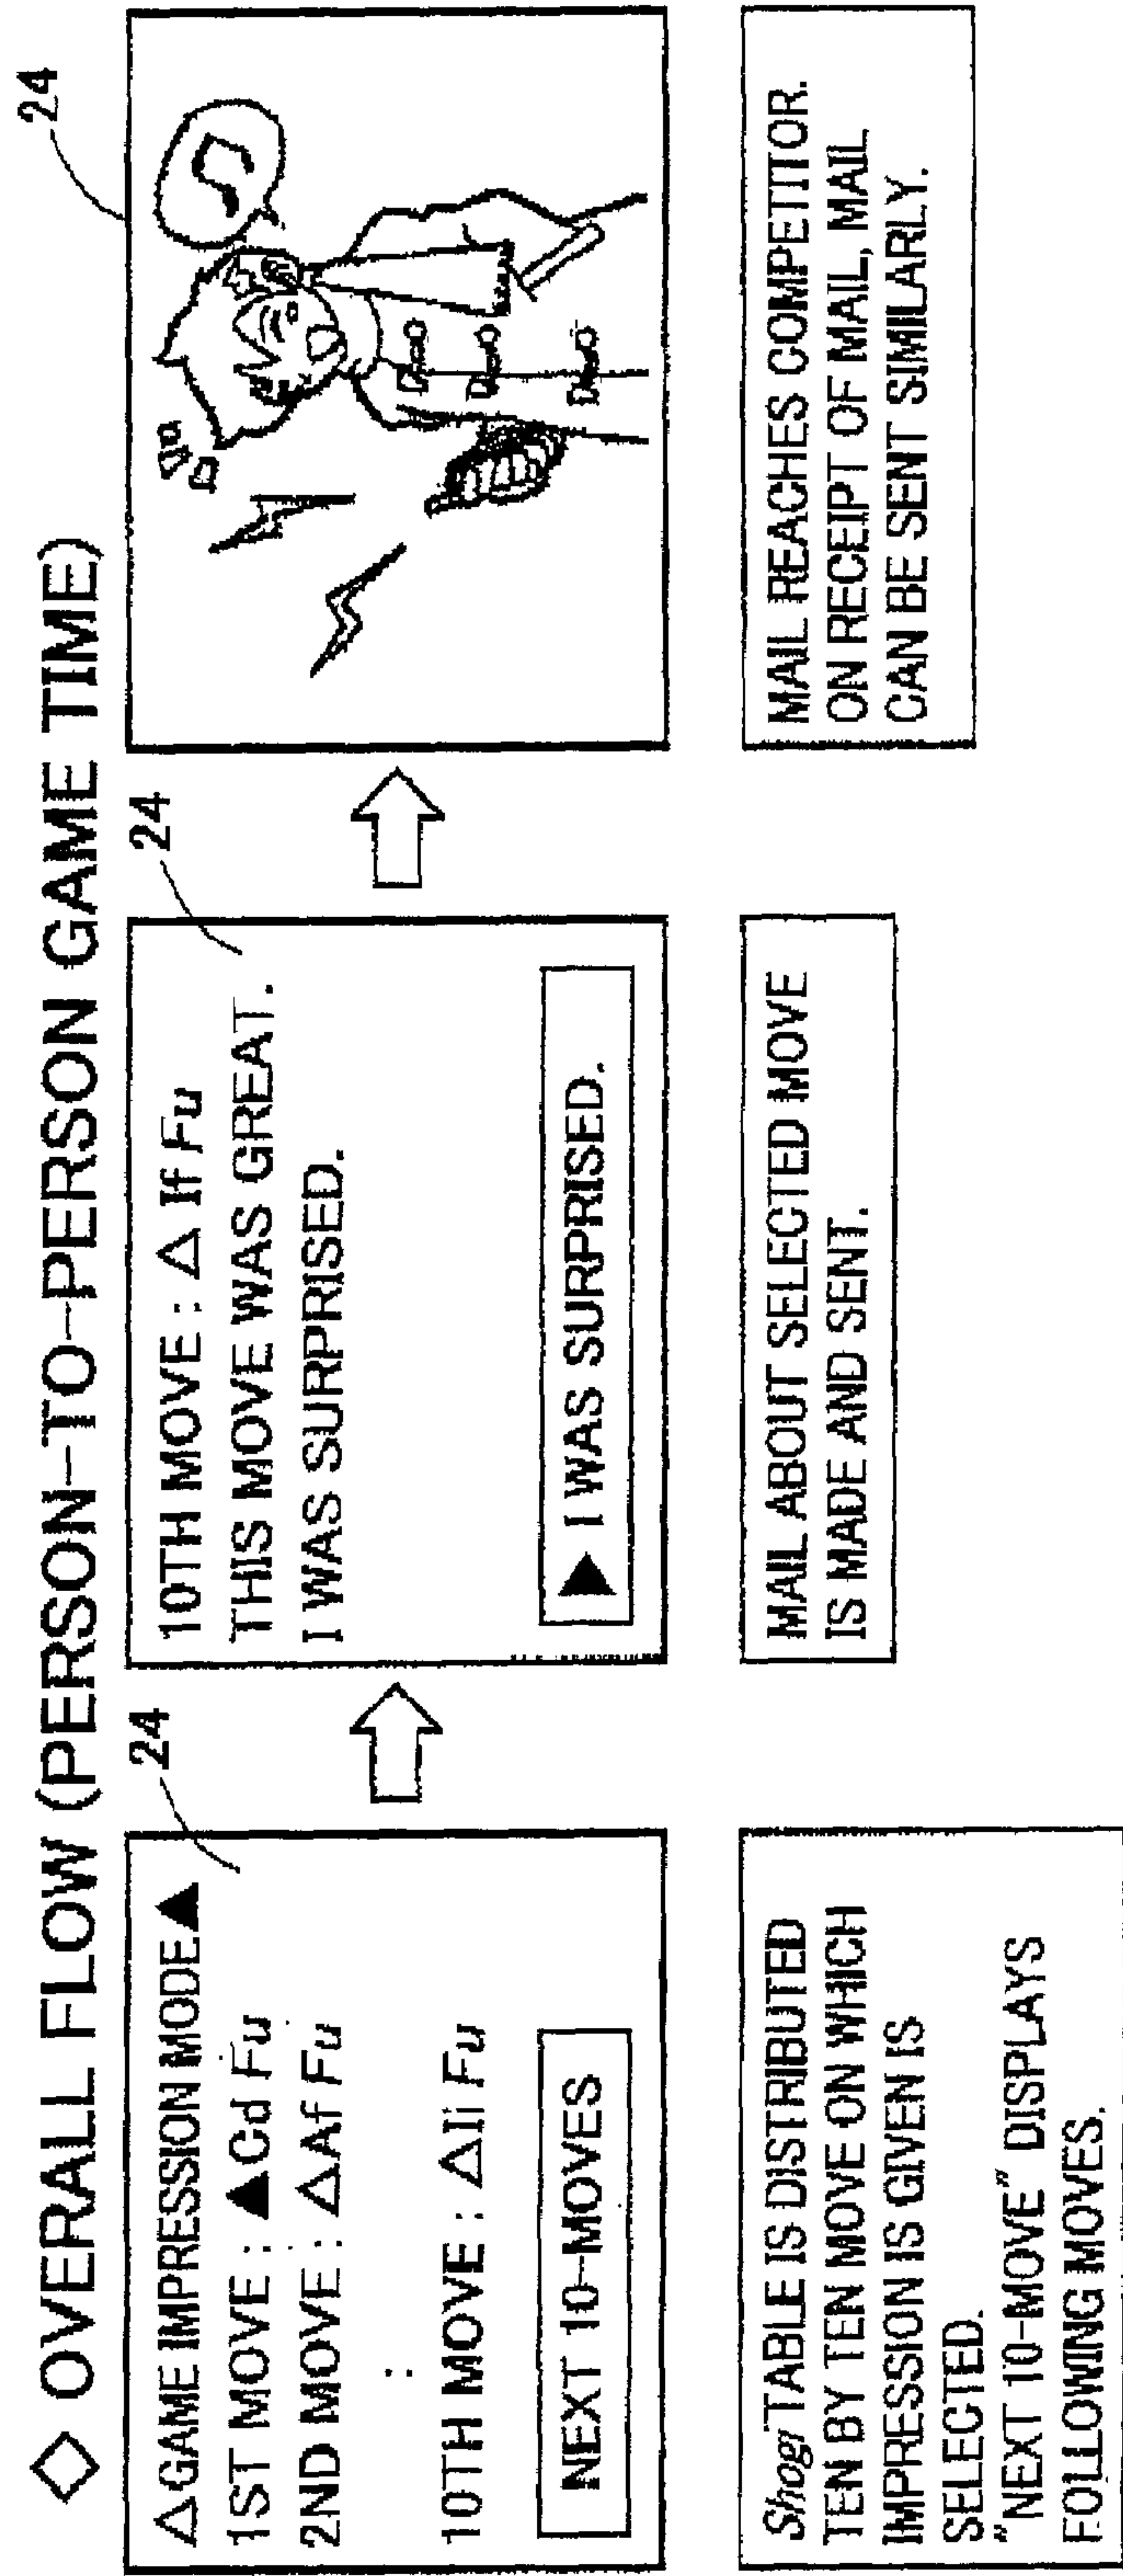 ◇ OVERALL FLOW (PERSON-TO-PERSON GAME TIME)
24
△GAME IMPRESSION MODE▲
1ST MOVE : ▲Gd Fu
2ND MOVE : △Af Fu
:
10TH MOVE : △Ii Fu
NEXT 10-MOVES
Shogi TABLE IS DISTRIBUTED
TEN BY TEN MOVE ON WHICH
IMPRESSION IS GIVEN IS
SELECTED.
"NEXT 10-MOVE" DISPLAYS
FOLLOWING MOVES.
24
10TH MOVE : △ If Fu
THIS MOVE WAS GREAT.
I WAS SURPRISED.
▲ I WAS SURPRISED.
MAIL ABOUT SELECTED MOVE
IS MADE AND SENT.
24
MAIL REACHES COMPETITOR.
ON RECEIPT OF MAIL, MAIL
CAN BE SENT SIMILARLY.